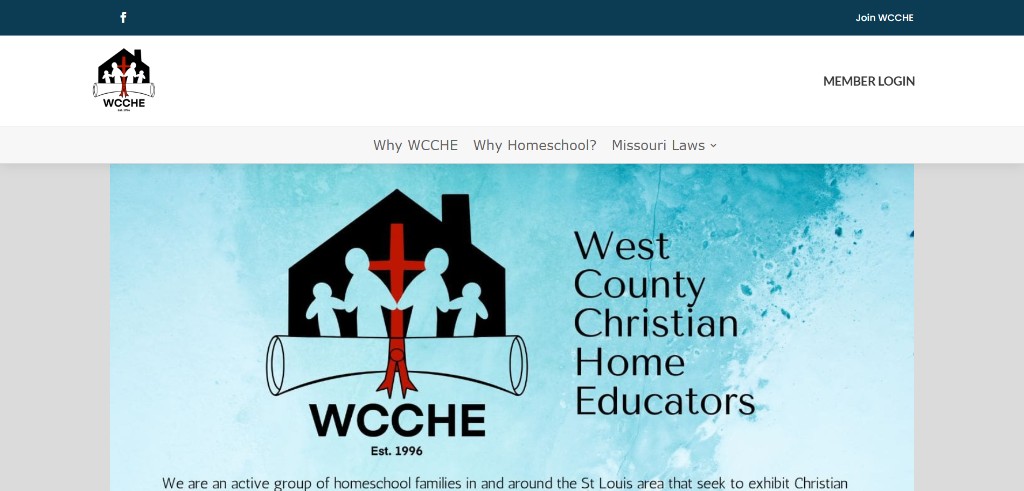 Join WCCHE
WCCHE
MEMBER LOGIN
Why WCCHE Why Homeschool? Missouri Laws
West
County
Christian
Home
Educators
WCCHE
Est. 1996
We are an active group of homeschool families in and around the St Louis area that seek to exhibit Christian